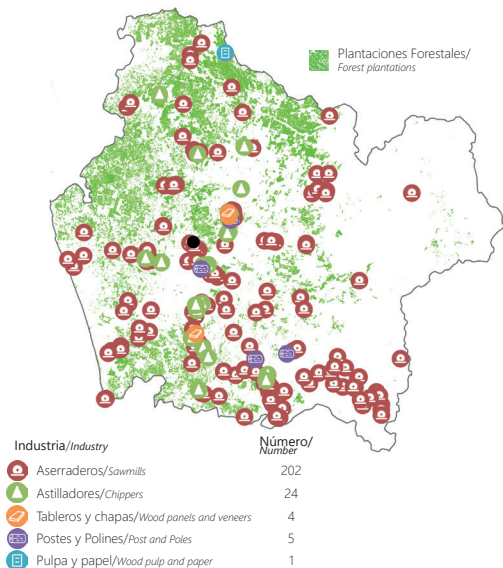 Plantaciones Forestales/
Forest plantations
Industria/Industry Número/
Number
Aserraderos/Sawmills 202
Astilladores/Chippers 24
Tableros y chapas/Wood panels and veneers 4
Postes y Polines/Post and Poles 5
Pulpa y papel/Wood pulp and paper 1